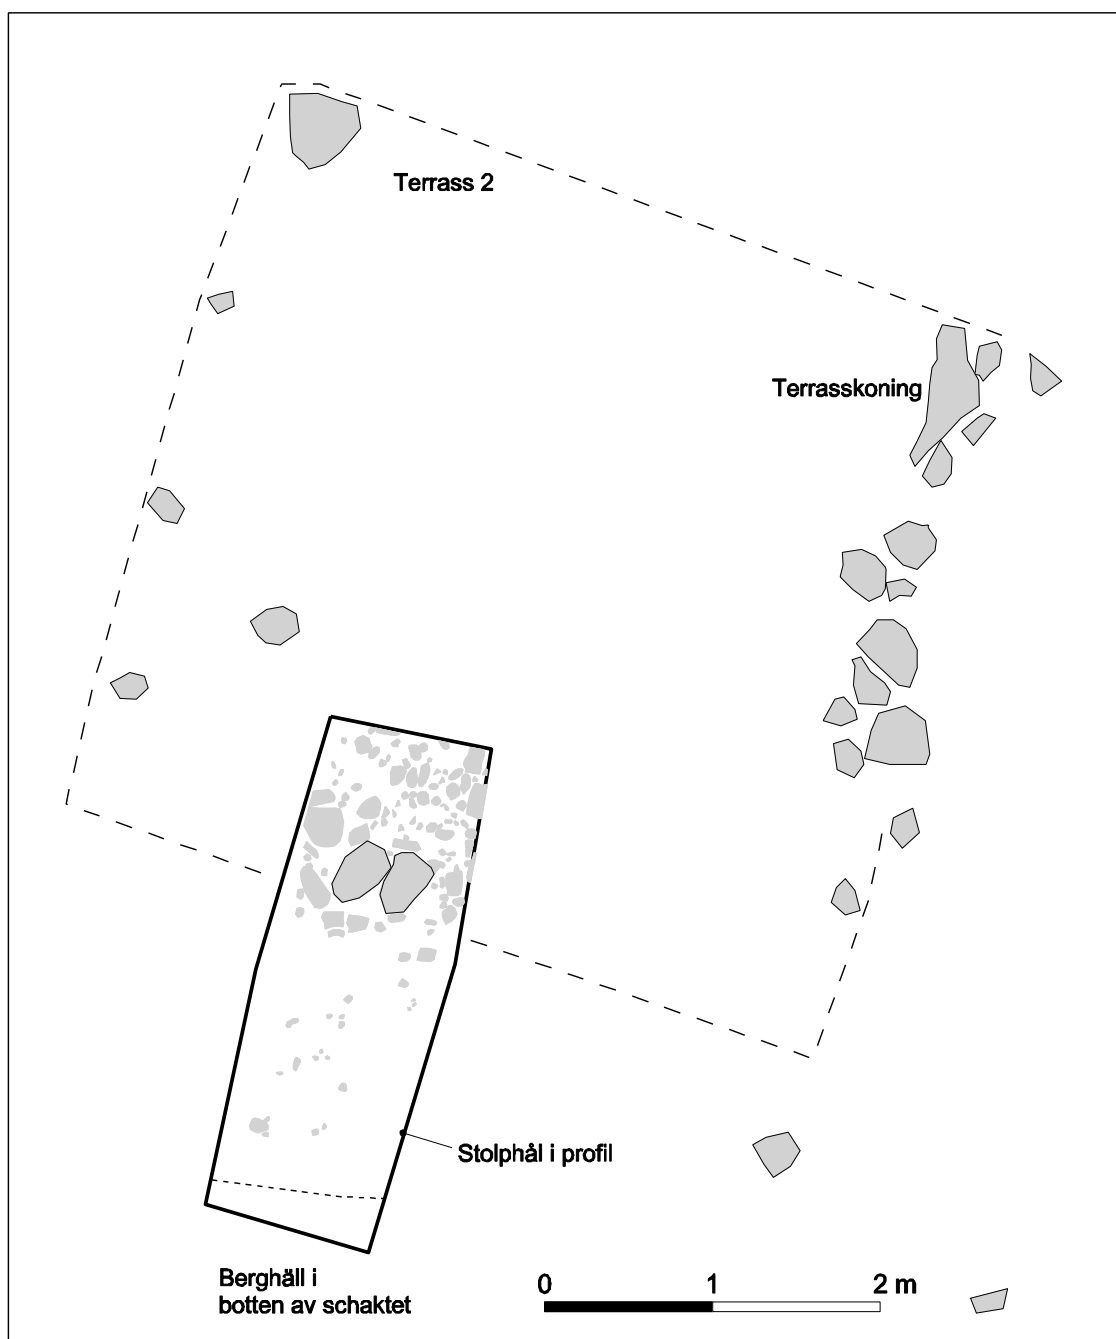 Terrass 2
Terrasskoning
Stolphål i profil
Berghäll i
botten av schaktet
0 1 2 m